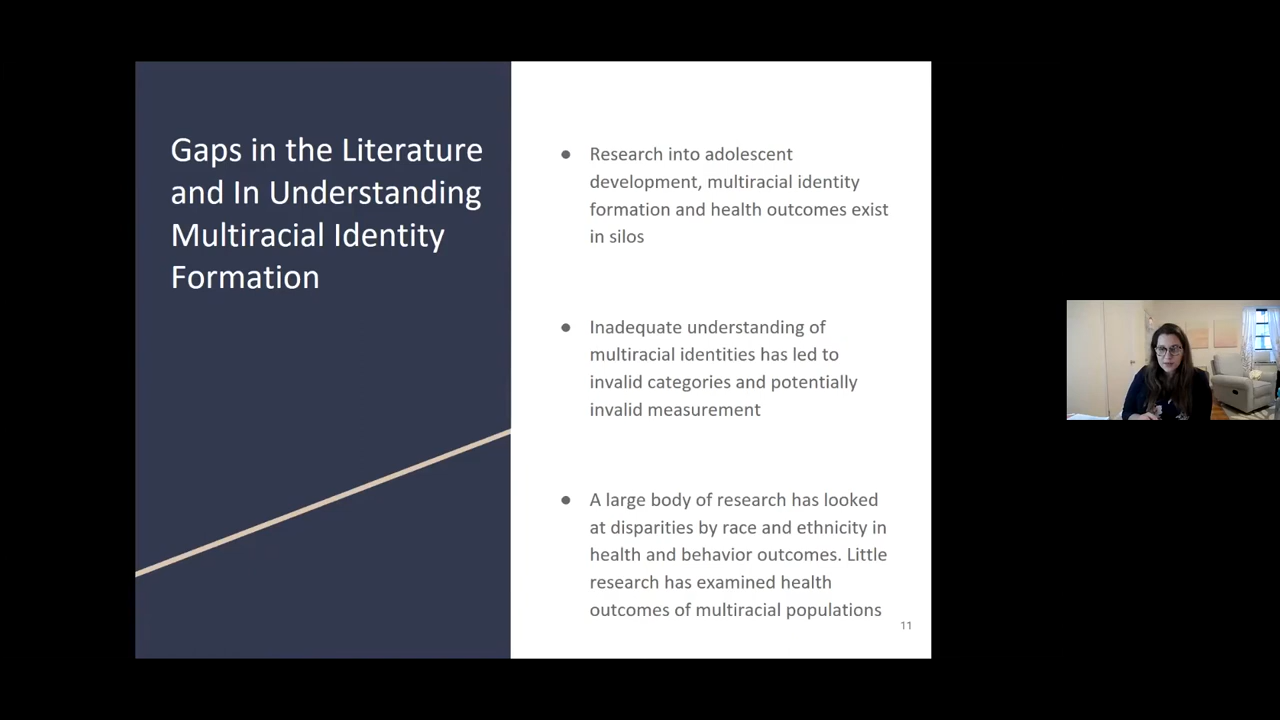 Gaps in the Literature
and In Understanding
Multiracial Identity
Formation
● Research into adolescent
development, multiracial identity
formation and health outcomes exist
in silos
● Inadequate understanding of
multiracial identities has led to
invalid categories and potentially
invalid measurement
● A large body of research has looked
at disparities by race and ethnicity in
health and behavior outcomes. Little
research has examined health
outcomes of multiracial populations
11